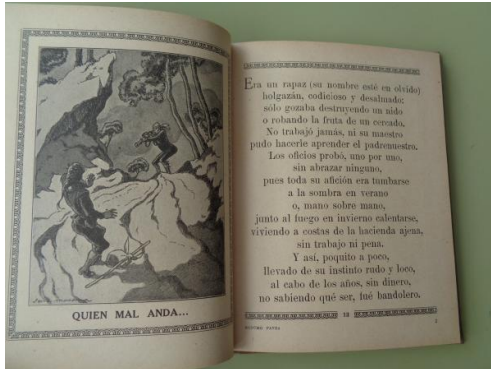 QUIEN MAL ANDA...
Era un rapaz (su nombre esté en olvido)
holgazán, codicioso y desalmado:
sólo gozaba destruyendo un nido
o robando la fruta de un cercado.
No trabajó jamás, ni su maestro
pudo hacerle aprender el padrenuestro.
Los oficios probó, uno por uno,
sin abrazar ninguno,
pues toda su afición era tumbarse
a la sombra en verano
o, mano sobre mano,
junto al fuego en invierno calentarse,
viviendo a costas de la hacienda ajena,
sin trabajo ni pena.
Y así, poquito a poco,
llevado de su instinto rudo y loco,
al cabo de los años, sin dinero,
no sabiendo qué ser, fué bandolero.